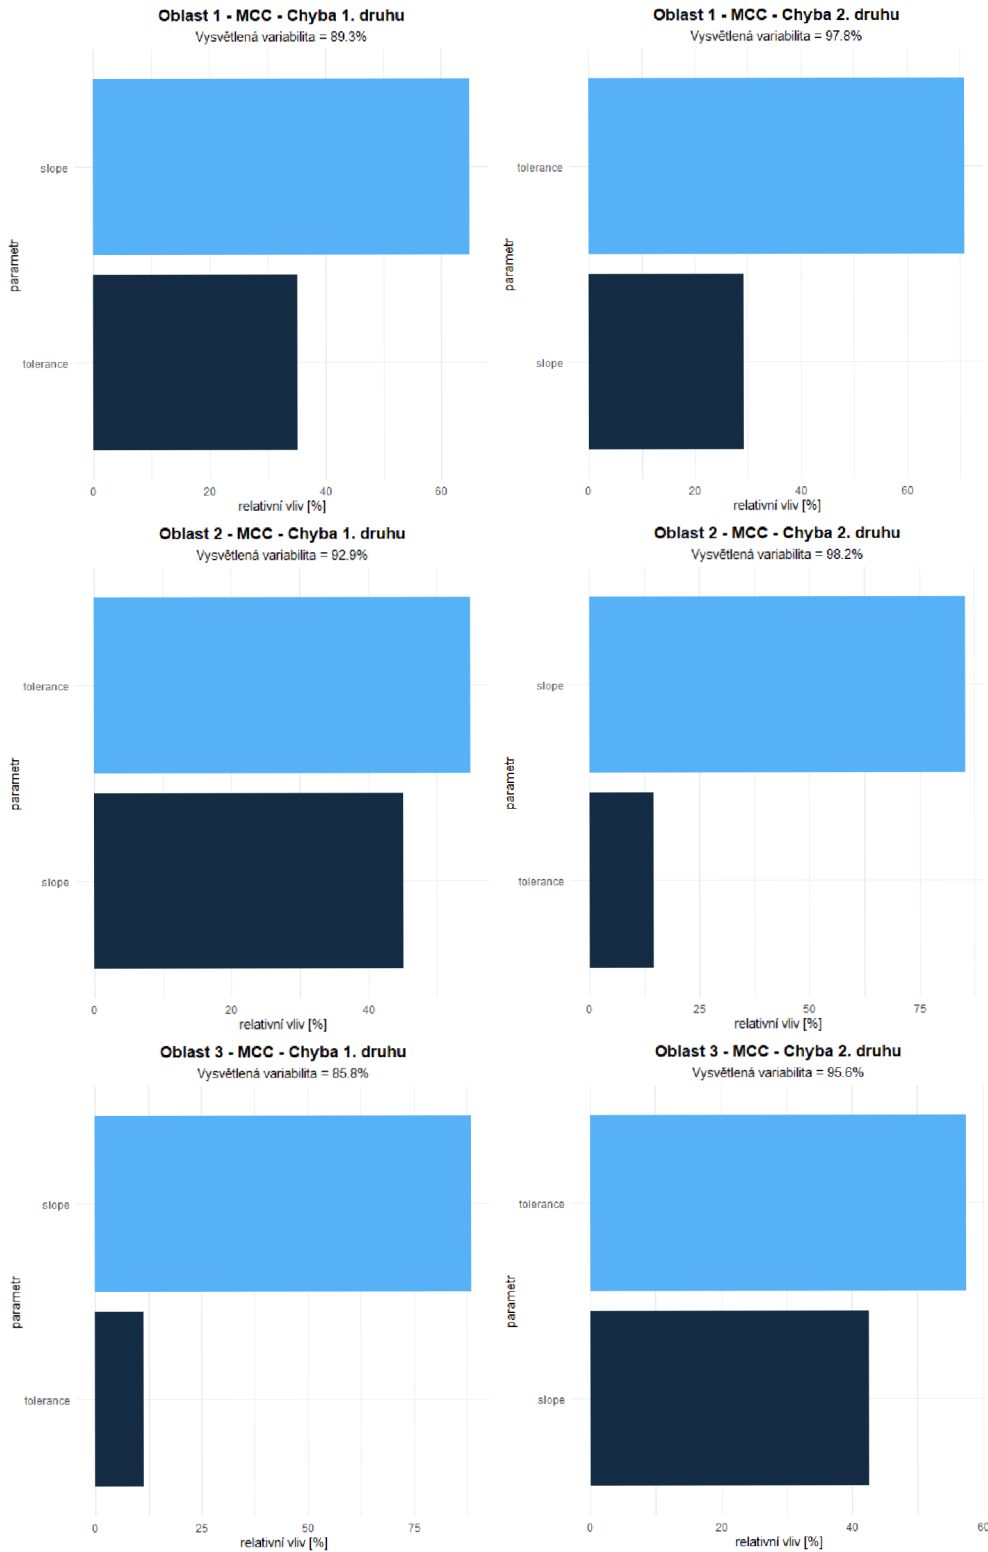 Oblast 1 - MCC - Chyba 1. druhu
Vysvětlená variabilita = 89.3%
parametr
slope
tolerance
0 20 40 60
relativní vliv [%]
Oblast 1 - MCC - Chyba 2. druhu
Vysvětlená variabilita = 97.8%
parametr
tolerance
slope
0 20 40 60
relativní vliv [%]
Oblast 2 - MCC - Chyba 1. druhu
Vysvětlená variabilita = 92.9%
parametr
tolerance
slope
0 20 40
relativní vliv [%]
Oblast 2 - MCC - Chyba 2. druhu
Vysvětlená variabilita = 98.2%
parametr
slope
tolerance
0 25 50 75
relativní vliv [%]
Oblast 3 - MCC - Chyba 1. druhu
Vysvětlená variabilita = 85.8%
parametr
slope
tolerance
0 25 50 75
relativní vliv [%]
Oblast 3 - MCC - Chyba 2. druhu
Vysvětlená variabilita = 95.6%
parametr
tolerance
slope
0 20 40 60
relativní vliv [%]